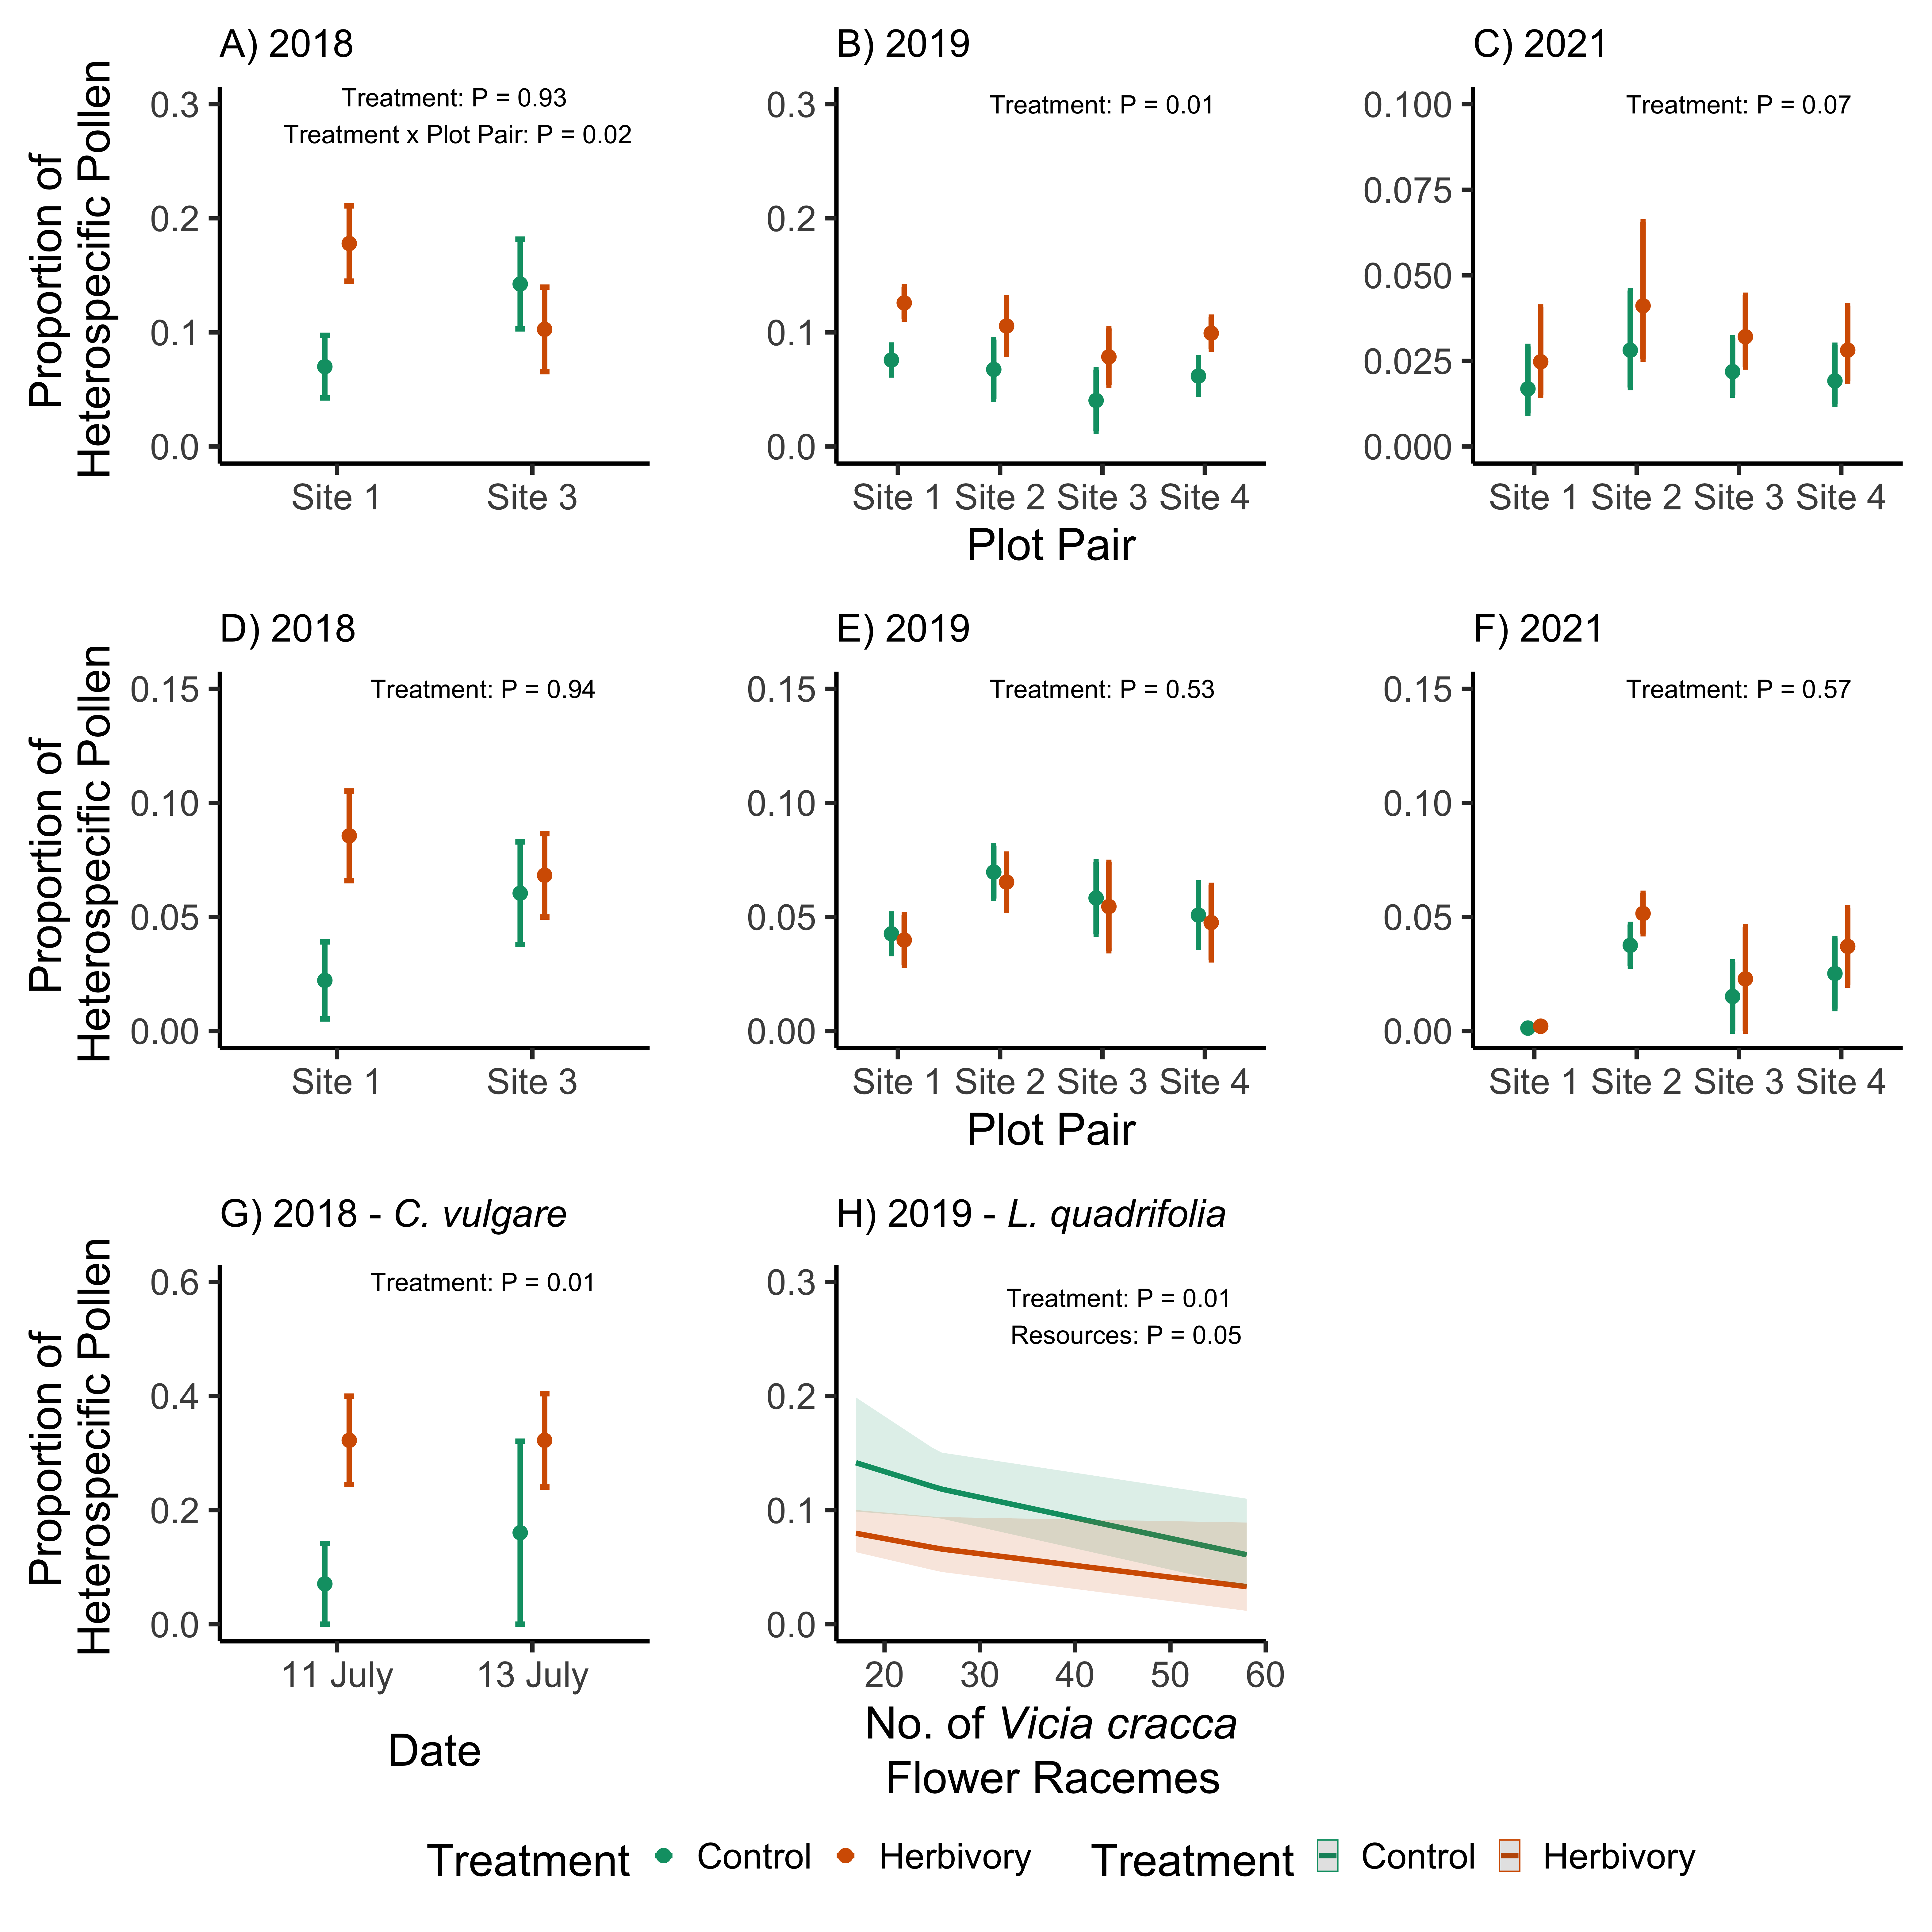 A) 2018
B) 2019
C) 2021
Proportion of
Heterospecific Pollen
0.3
0.2
0.1
0.0
Treatment: P = 0.93
Treatment x Plot Pair: P = 0.02
Site 1
Site 3
0.3
0.2
0.1
0.0
Treatment: P = 0.01
Site 1
Site 2
Site 3
Site 4
Plot Pair
0.100
0.075
0.050
0.025
0.000
Treatment: P = 0.07
Site 1
Site 2
Site 3
Site 4
D) 2018
E) 2019
F) 2021
Proportion of
Heterospecific Pollen
0.15
0.10
0.05
0.00
Treatment: P = 0.94
Site 1
Site 3
0.15
0.10
0.05
0.00
Treatment: P = 0.53
Site 1
Site 2
Site 3
Site 4
Plot Pair
0.15
0.10
0.05
0.00
Treatment: P = 0.57
Site 1
Site 2
Site 3
Site 4
G) 2018 - C. vulgare
H) 2019 - L. quadrifolia
Proportion of
Heterospecific Pollen
0.6
0.4
0.2
0.0
Treatment: P = 0.01
11 July
13 July
Date
0.3
0.2
0.1
0.0
Treatment: P = 0.01
Resources: P = 0.05
20
30
40
50
60
No. of Vicia cracca
Flower Racemes
Treatment Control Herbivory
Treatment Control Herbivory